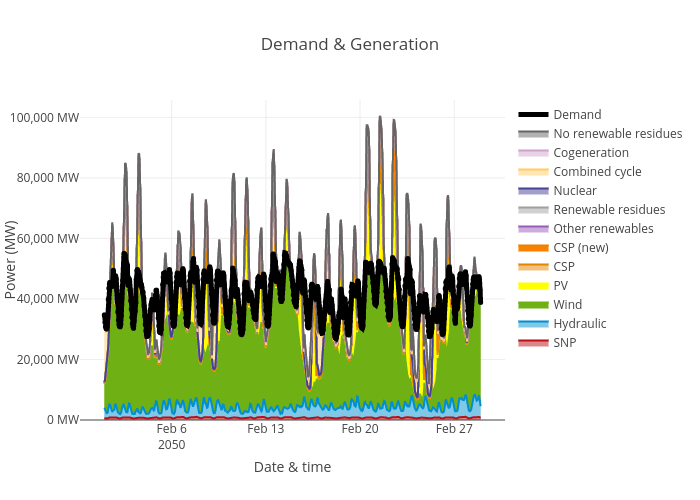 Demand & Generation
100,000 MW
80,000 MW
60,000 MW
40,000 MW
20,000 MW
0 MW
Power (MW)
Feb 6
2050
Feb 13
Feb 20
Feb 27
Date & time
Demand
No renewable residues
Cogeneration
Combined cycle
Nuclear
Renewable residues
Other renewables
CSP (new)
CSP
PV
Wind
Hydraulic
SNP